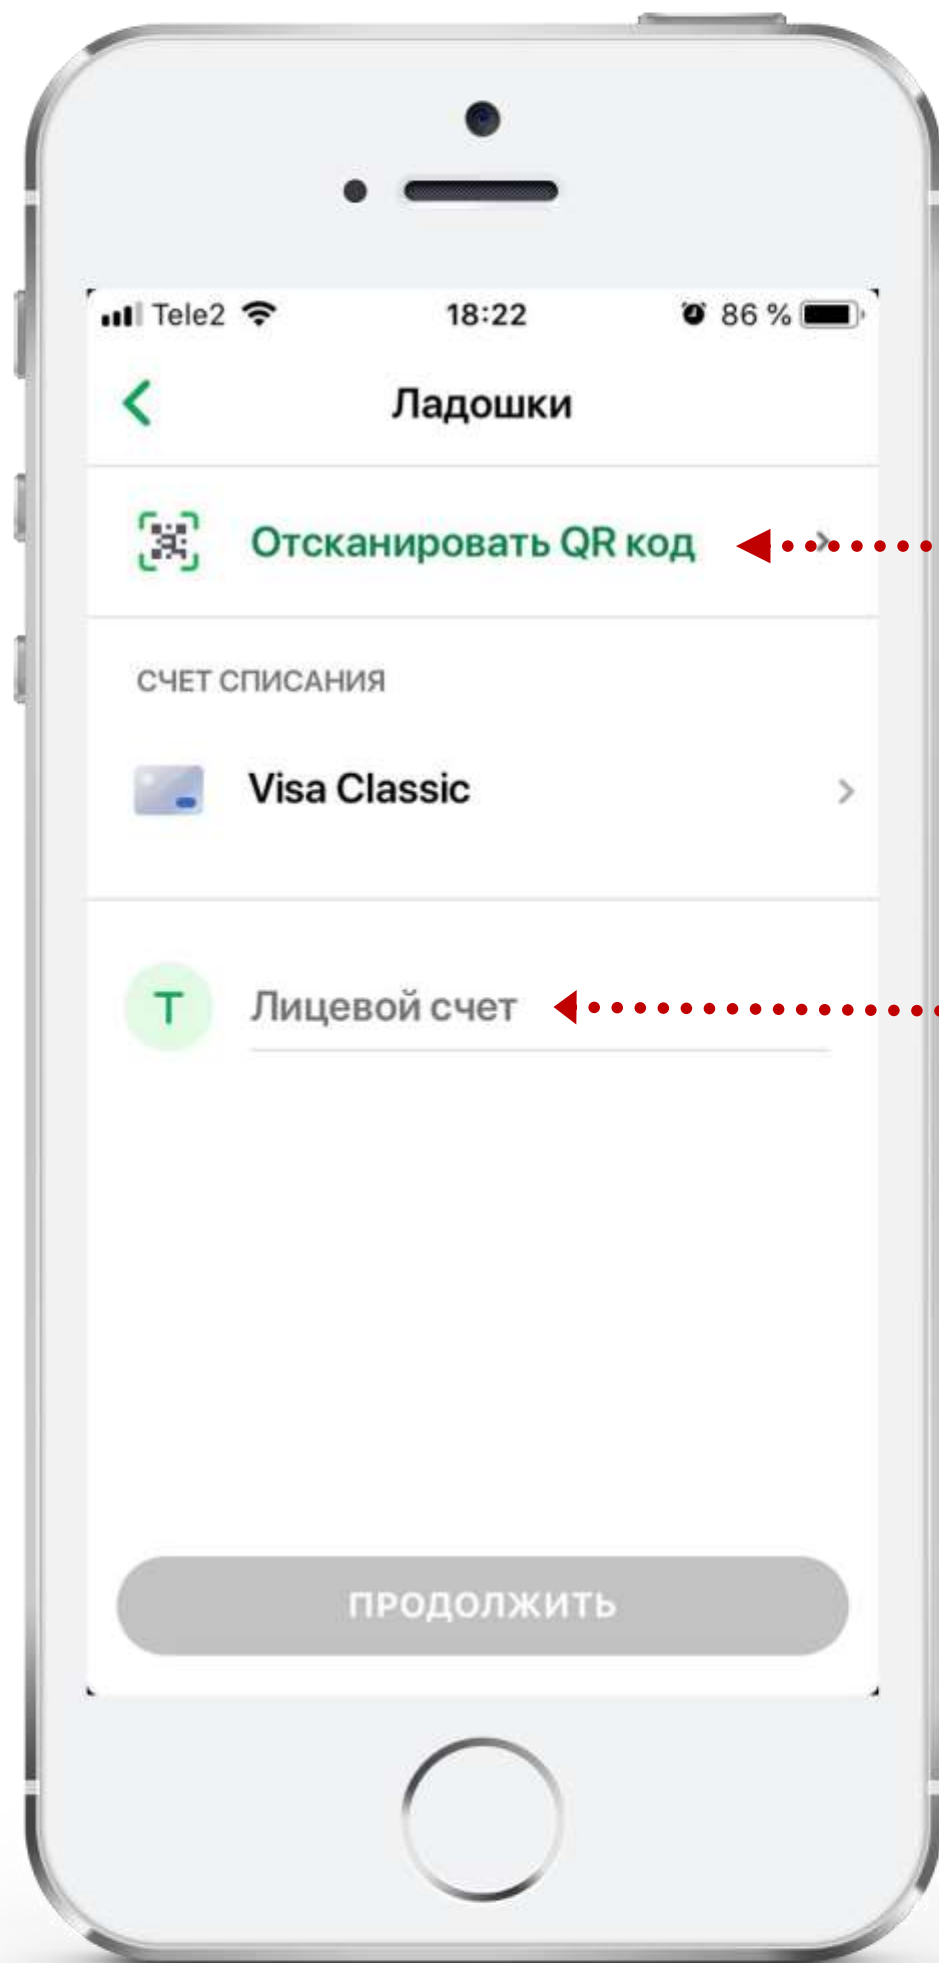 Tele2 18:22 86 %
Ладошки
Отсканировать QR код
СЧЕТ СПИСАНИЯ
Visa Classic
Т Лицевой счет
ПРОДОЛЖИТЬ